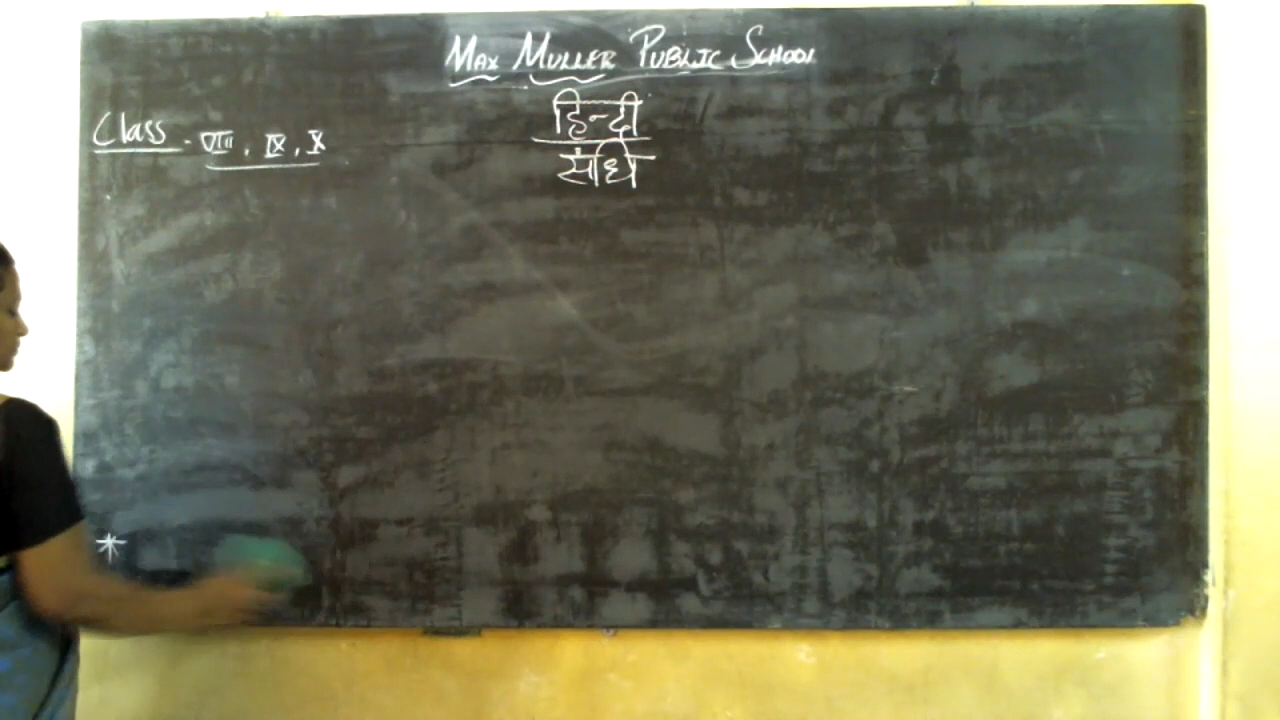 Max Muller Public School
हिन्दी
Class - VIII, IX, X
संधि
*